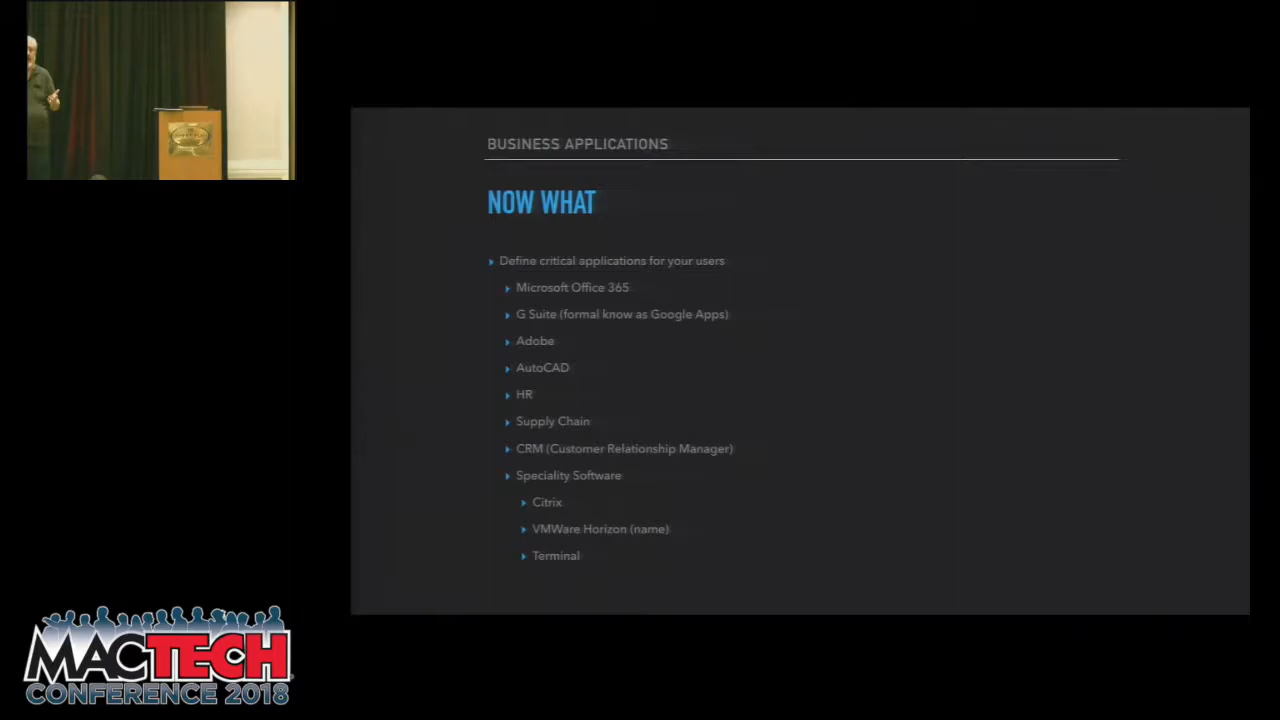 BUSINESS APPLICATIONS
NOW WHAT
Define critical applications for your users
Microsoft Office 365
G Suite (formal know as Google Apps)
Adobe
AutoCAD
HR
Supply Chain
CRM (Customer Relationship Manager)
Speciality Software
Citrix
VMWare Horizon (name)
Terminal
MACTECH
CONFERENCE 2018